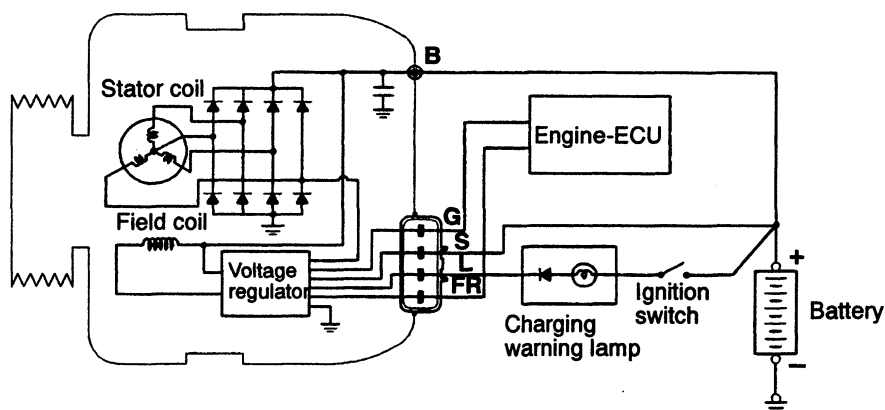 B
Stator coil
Engine-ECU
G
Field coil
S
L
FR
Voltage
regulator
+
Ignition
switch
Battery
Charging
warning lamp
−